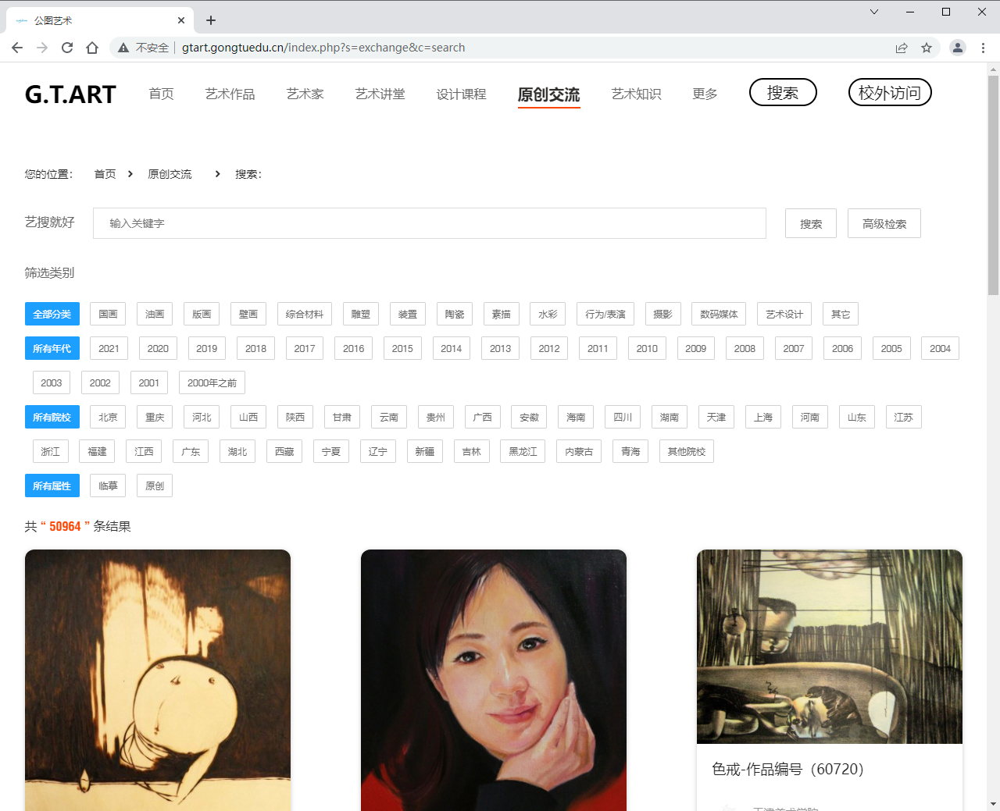 公图艺术
不安全 gtart.gongtuedu.cn/index.php?s=exchange&c=search
G.T.ART 首页 艺术作品 艺术家 艺术讲堂 设计课程 原创交流 艺术知识 更多 搜索 校外访问
您的位置： 首页 原创交流 搜索：
艺搜就好 输入关键字 搜索 高级检索
筛选类别
全部分类 国画 油画 版画 壁画 综合材料 雕塑 装置 陶瓷 素描 水彩 行为/表演 摄影 数码媒体 艺术设计 其它
所有年代 2021 2020 2019 2018 2017 2016 2015 2014 2013 2012 2011 2010 2009 2008 2007 2006 2005 2004
2003 2002 2001 2000年之前
所有院校 北京 重庆 河北 山西 陕西 甘肃 云南 贵州 广西 安徽 海南 四川 湖南 天津 上海 河南 山东 江苏
浙江 福建 江西 广东 湖北 西藏 宁夏 辽宁 新疆 吉林 黑龙江 内蒙古 青海 其他院校
所有属性 临摹 原创
共 “ 50964 ” 条结果
色戒-作品编号（60720）
天津美术学院